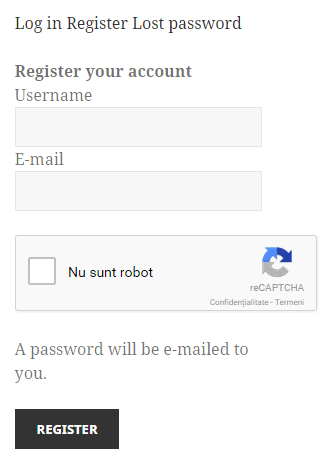 Log in Register Lost password
Register your account
Username
E-mail
Nu sunt robot
reCAPTCHA
Confidențialitate - Termeni
A password will be e-mailed to
you.
REGISTER